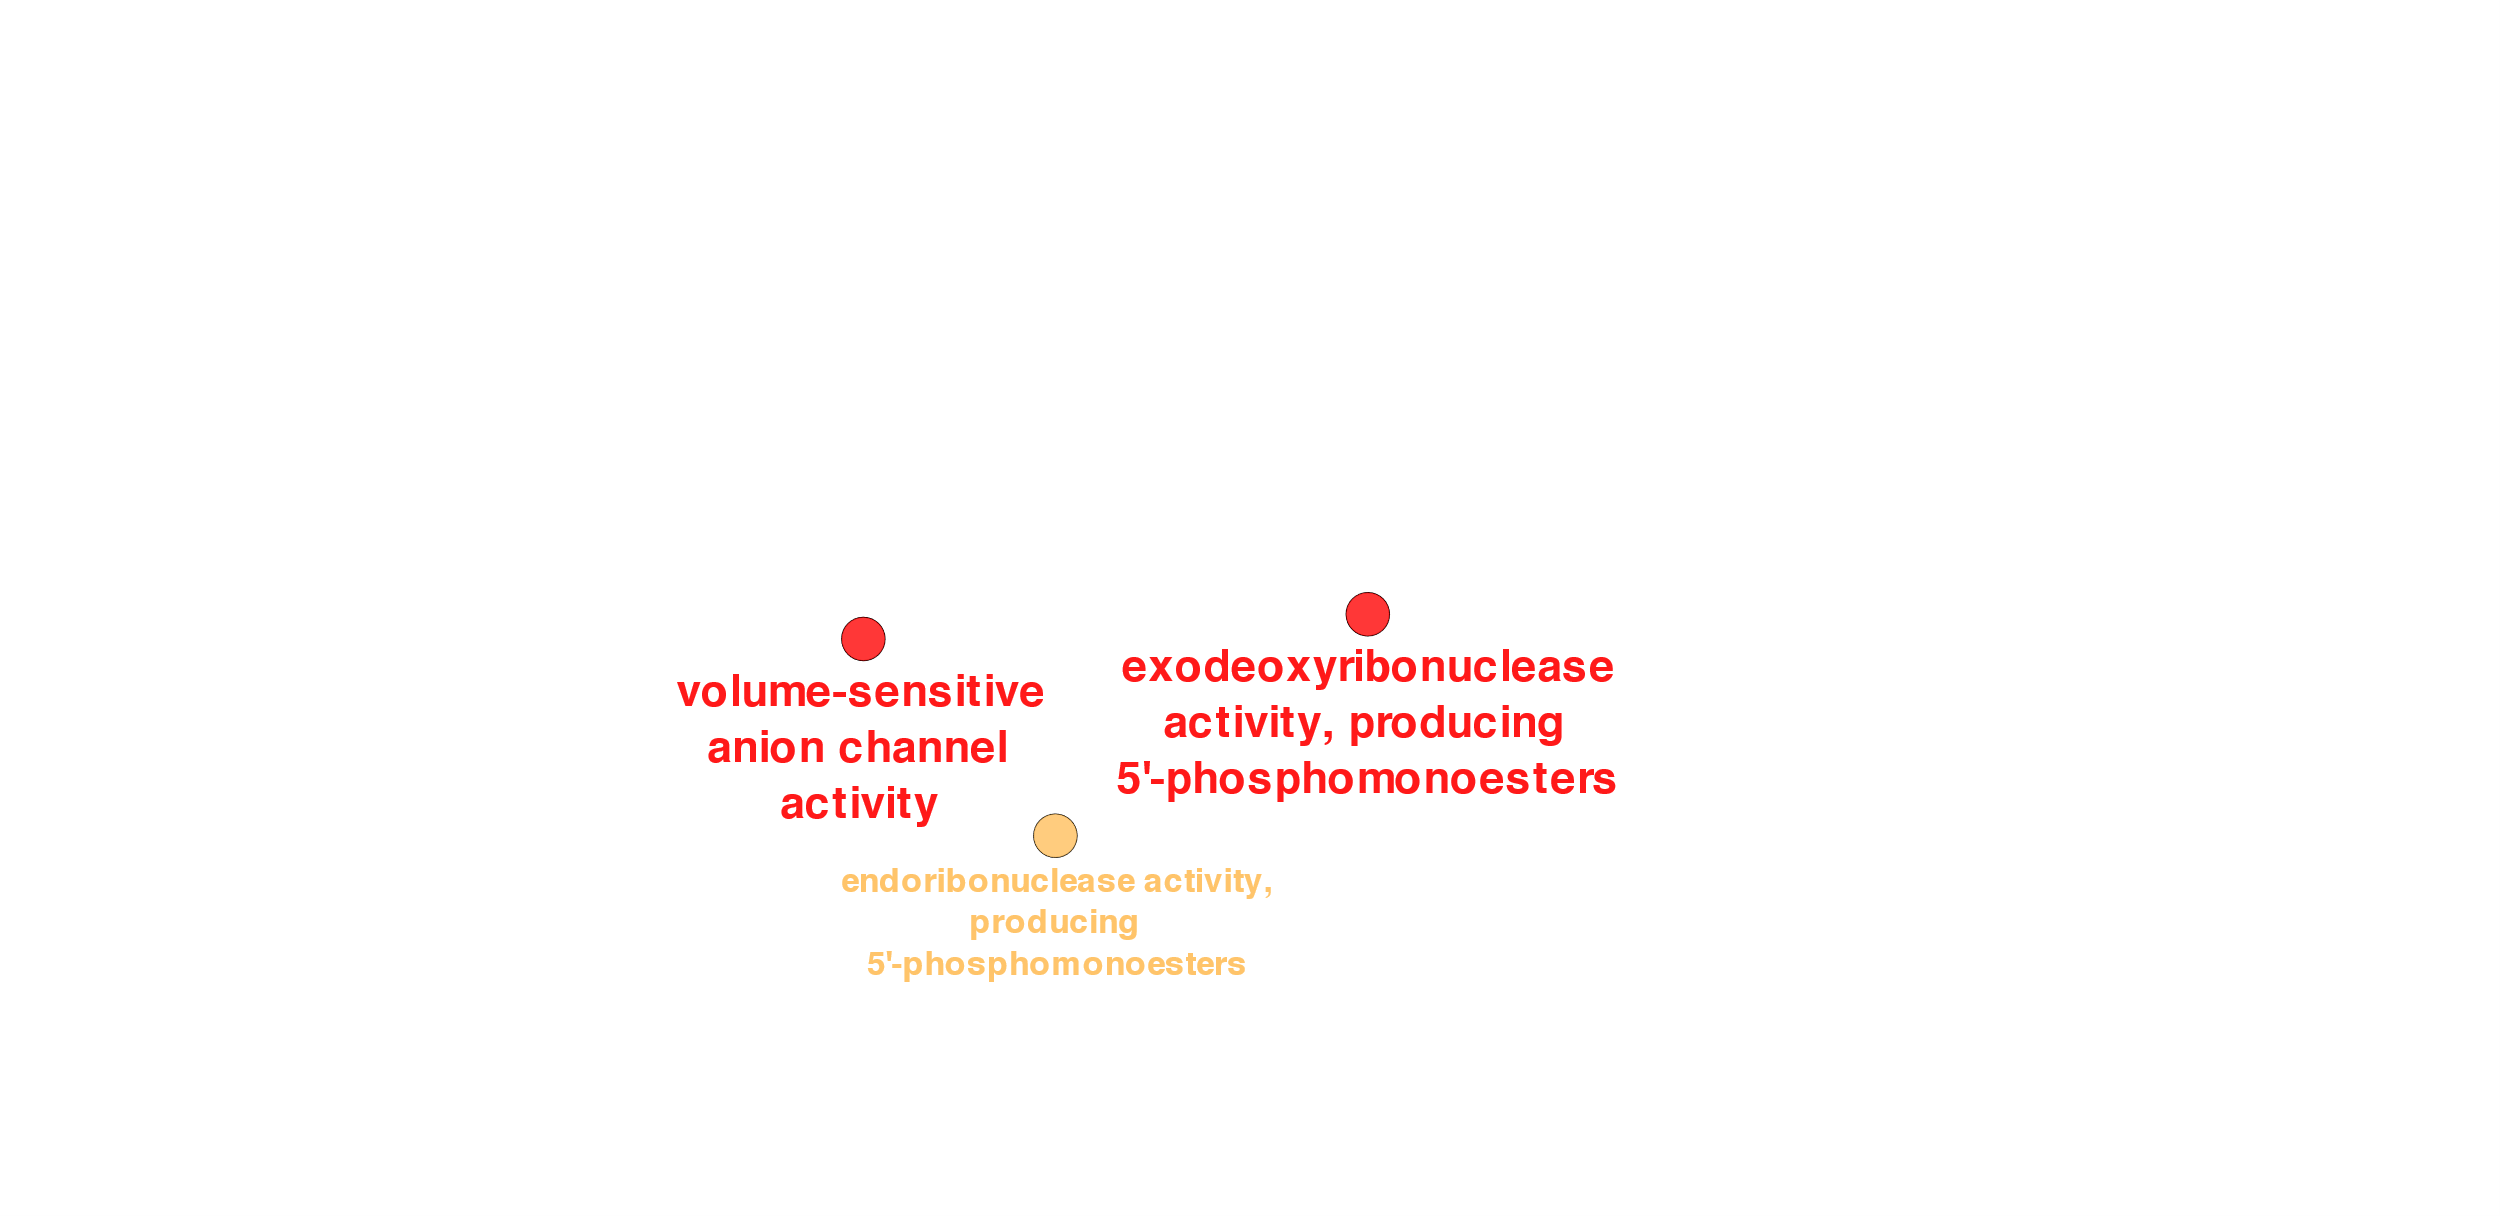 volume-sensitive
anion channel
activity
exodeoxyribonuclease
activity, producing
5'-phosphomonoesters
endoribonuclease activity,
producing
5'-phosphomonoesters